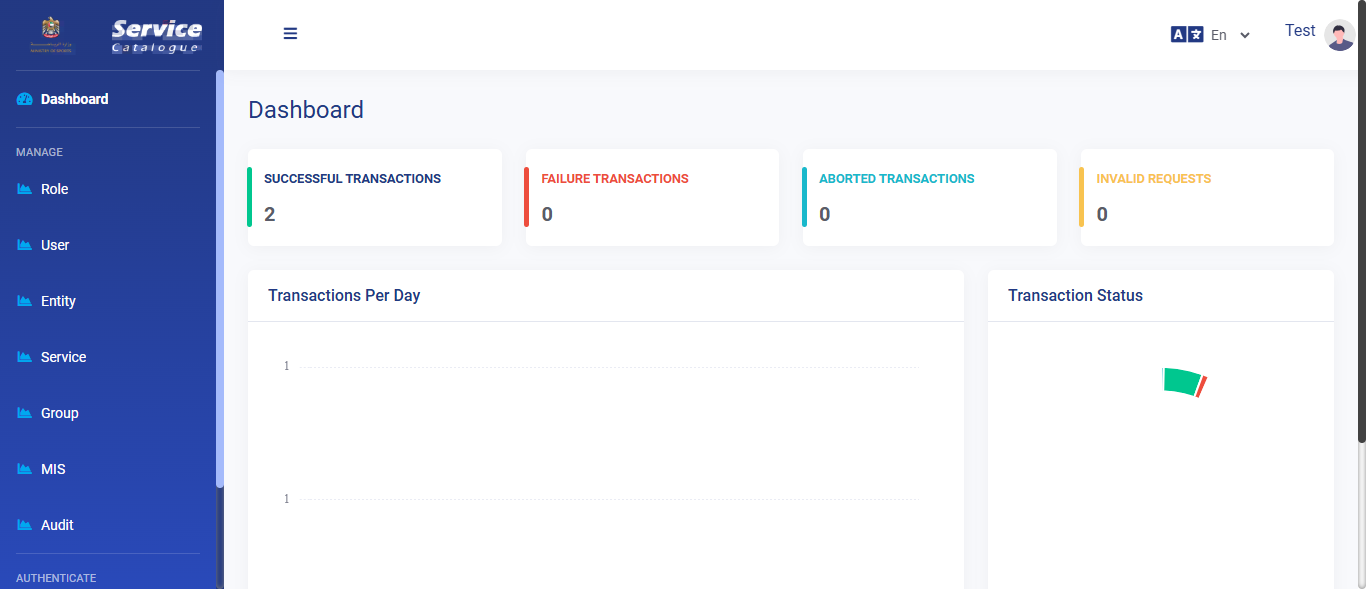 Service
Catalogue
En
Test
Dashboard
MANAGE
Role
User
Entity
Service
Group
MIS
Audit
AUTHENTICATE
Dashboard
SUCCESSFUL TRANSACTIONS
2
FAILURE TRANSACTIONS
0
ABORTED TRANSACTIONS
0
INVALID REQUESTS
0
Transactions Per Day
1
1
Transaction Status